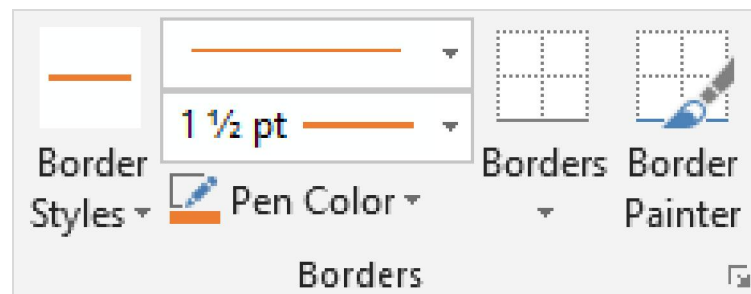 Border
Styles
1 ½ pt
Pen Color
Borders
Border
Painter
Borders